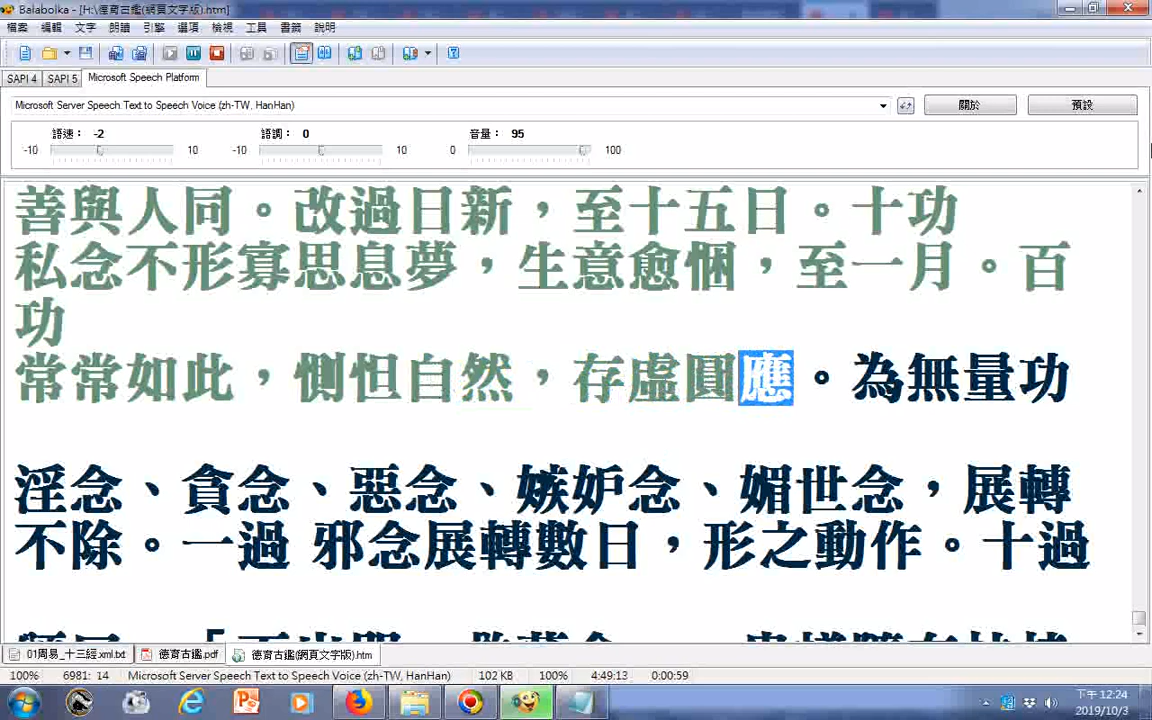 Balabolka - [H:\德育古鑑(網頁文字版).htm]
檔案 編輯 文字 朗讀 引擎 選項 檢視 工具 書籤 說明
SAPI 4 SAPI 5 Microsoft Speech Platform
Microsoft Server Speech Text to Speech Voice (zh-TW, HanHan) 關於 預設
語速： -2 語調： 0 音量： 95
-10 10 -10 10 0 100
善與人同。改過日新，至十五日。十功
私念不形寡思息夢，生意愈悃，至一月。百
功
常常如此，惻怛自然，存虛圓應。為無量功
淫念、貪念、惡念、嫉妒念、媚世念，展轉
不除。一過 邪念展轉數日，形之動作。十過
01周易_十三經.xml.txt 德育古鑑.pdf 德育古鑑(網頁文字版).htm
100% 6981: 14 Microsoft Server Speech Text to Speech Voice (zh-TW, HanHan) 102 KB 100% 4:49:13 0:00:59
下午 12:24
2019/10/3